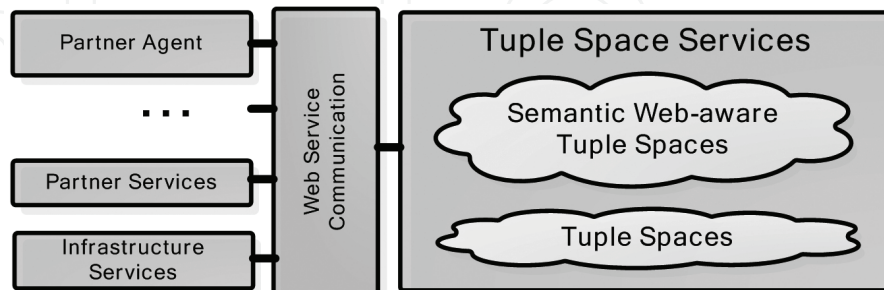 Partner Agent
...
Partner Services
Infrastructure
Services
Web Service
Communication
Tuple Space Services
Semantic Web-aware
Tuple Spaces
Tuple Spaces